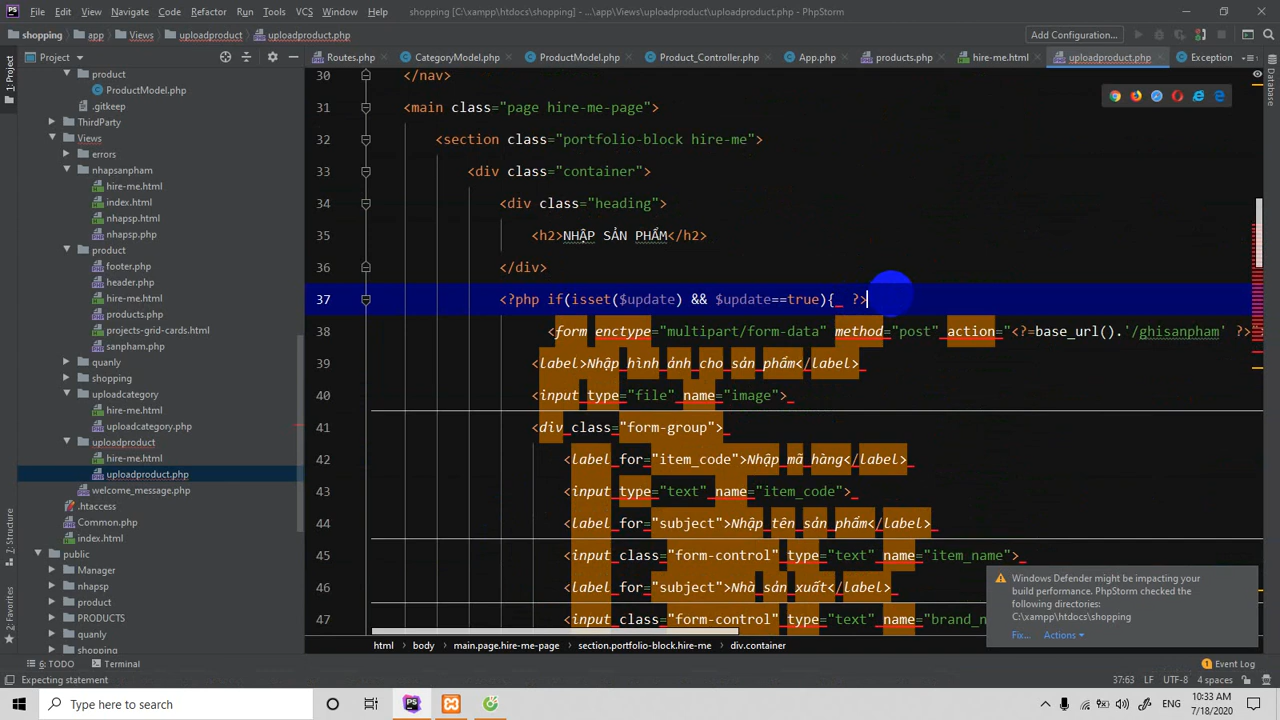 File Edit View Navigate Code Refactor Run Tools VCS Window Help shopping [C:\xampp\htdocs\shopping] - ...\app\Views\uploadproduct\uploadproduct.php - PhpStorm
shopping app Views uploadproduct uploadproduct.php Add Configuration...
Project
Routes.php CategoryModel.php ProductModel.php Product_Controller.php App.php products.php hire-me.html uploadproduct.php Exception
1: Project
7: Structure
2: Favorites
Database
product
ProductModel.php
.gitkeep
ThirdParty
Views
errors
nhapsanpham
hire-me.html
index.html
nhapsp.html
nhapsp.php
product
footer.php
header.php
hire-me.html
products.php
projects-grid-cards.html
sanpham.php
quanly
shopping
uploadcategory
hire-me.html
uploadcategory.php
uploadproduct
hire-me.html
uploadproduct.php
welcome_message.php
.htaccess
Common.php
index.html
public
Manager
nhapsp
product
PRODUCTS
quanly
shopping
30 </nav>
31 <main class="page hire-me-page">
32 <section class="portfolio-block hire-me">
33 <div class="container">
34 <div class="heading">
35 <h2>NHẬP SẢN PHẨM</h2>
36 </div>
37 <?php if(isset($update) && $update==true){ ?>
38 <form enctype="multipart/form-data" method="post" action="<?=base_url().'/ghisanpham' ?>"
39 <label>Nhập hình ảnh cho sản phẩm</label>
40 <input type="file" name="image">
41 <div class="form-group">
42 <label for="item_code">Nhập mã hàng</label>
43 <input type="text" name="item_code">
44 <label for="subject">Nhập tên sản phẩm</label>
45 <input class="form-control" type="text" name="item_name">
46 <label for="subject">Nhà sản xuất</label>
47 <input class="form-control" type="text" name="brand_n
Windows Defender might be impacting your
build performance. PhpStorm checked the
following directories:
C:\xampp\htdocs\shopping
Fix... Actions
html body main.page.hire-me-page section.portfolio-block.hire-me div.container
6: TODO Terminal 1 Event Log
Expecting statement 37:63 LF UTF-8 4 spaces
Type here to search ENG 10:33 AM
7/18/2020